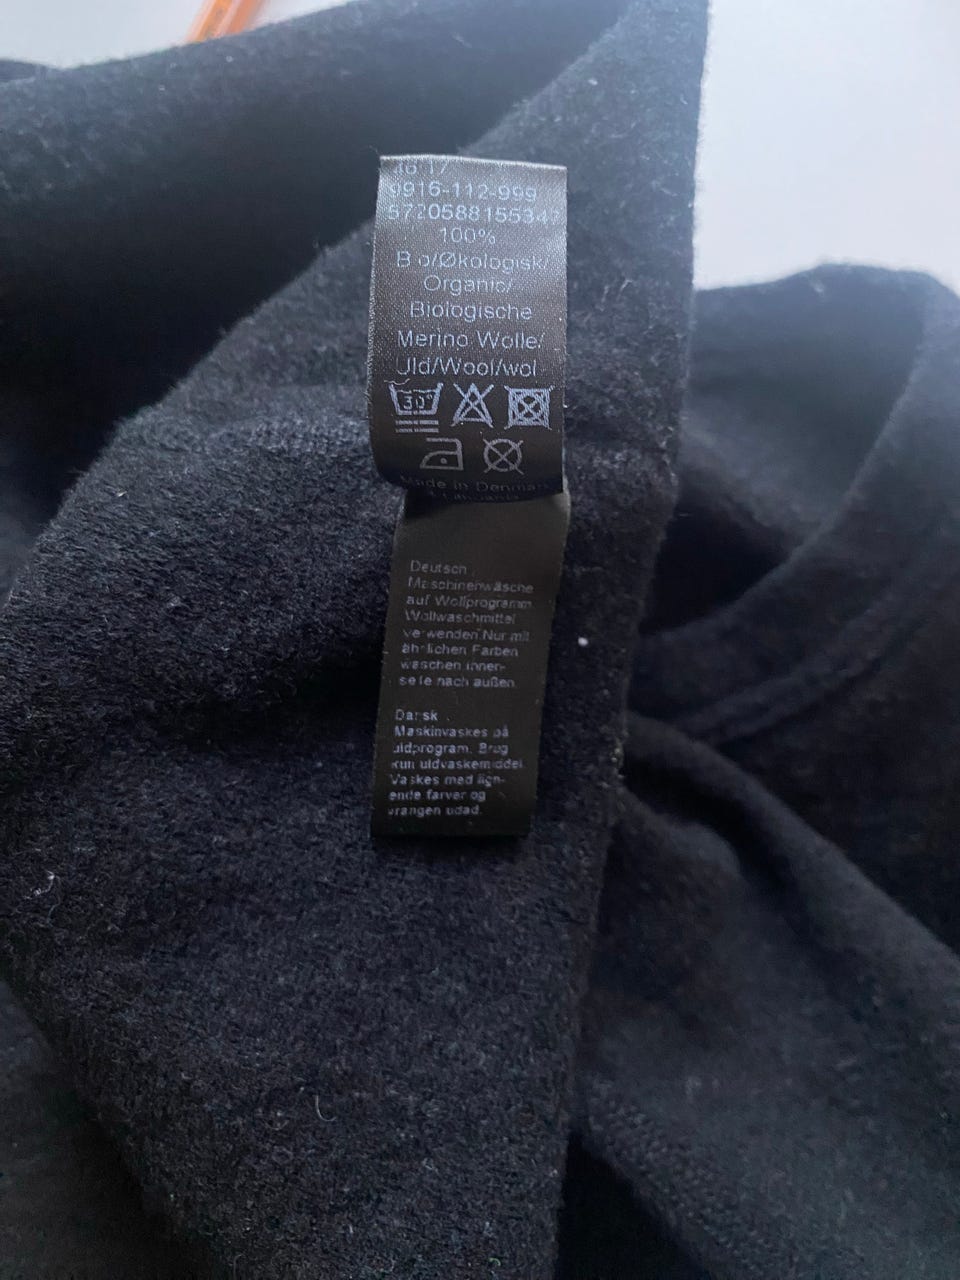 9916-112-999
5720588155347
100%
Bio/Økologisk/
Organic/
Biologische
Merino Wolle/
Uld/Wool/wol
30°
Made in Denmark
Deutsch
Maschinenwäsche
auf Wollprogramm
Wollwaschmittel
verwenden Nur mit
ähnlichen Farben
waschen innen-
seite nach außen.
Dansk
Maskinvaskes på
uldprogram. Brug
kun uldvaskemiddel.
Vaskes med lign-
ende farver og
vrangen udad.